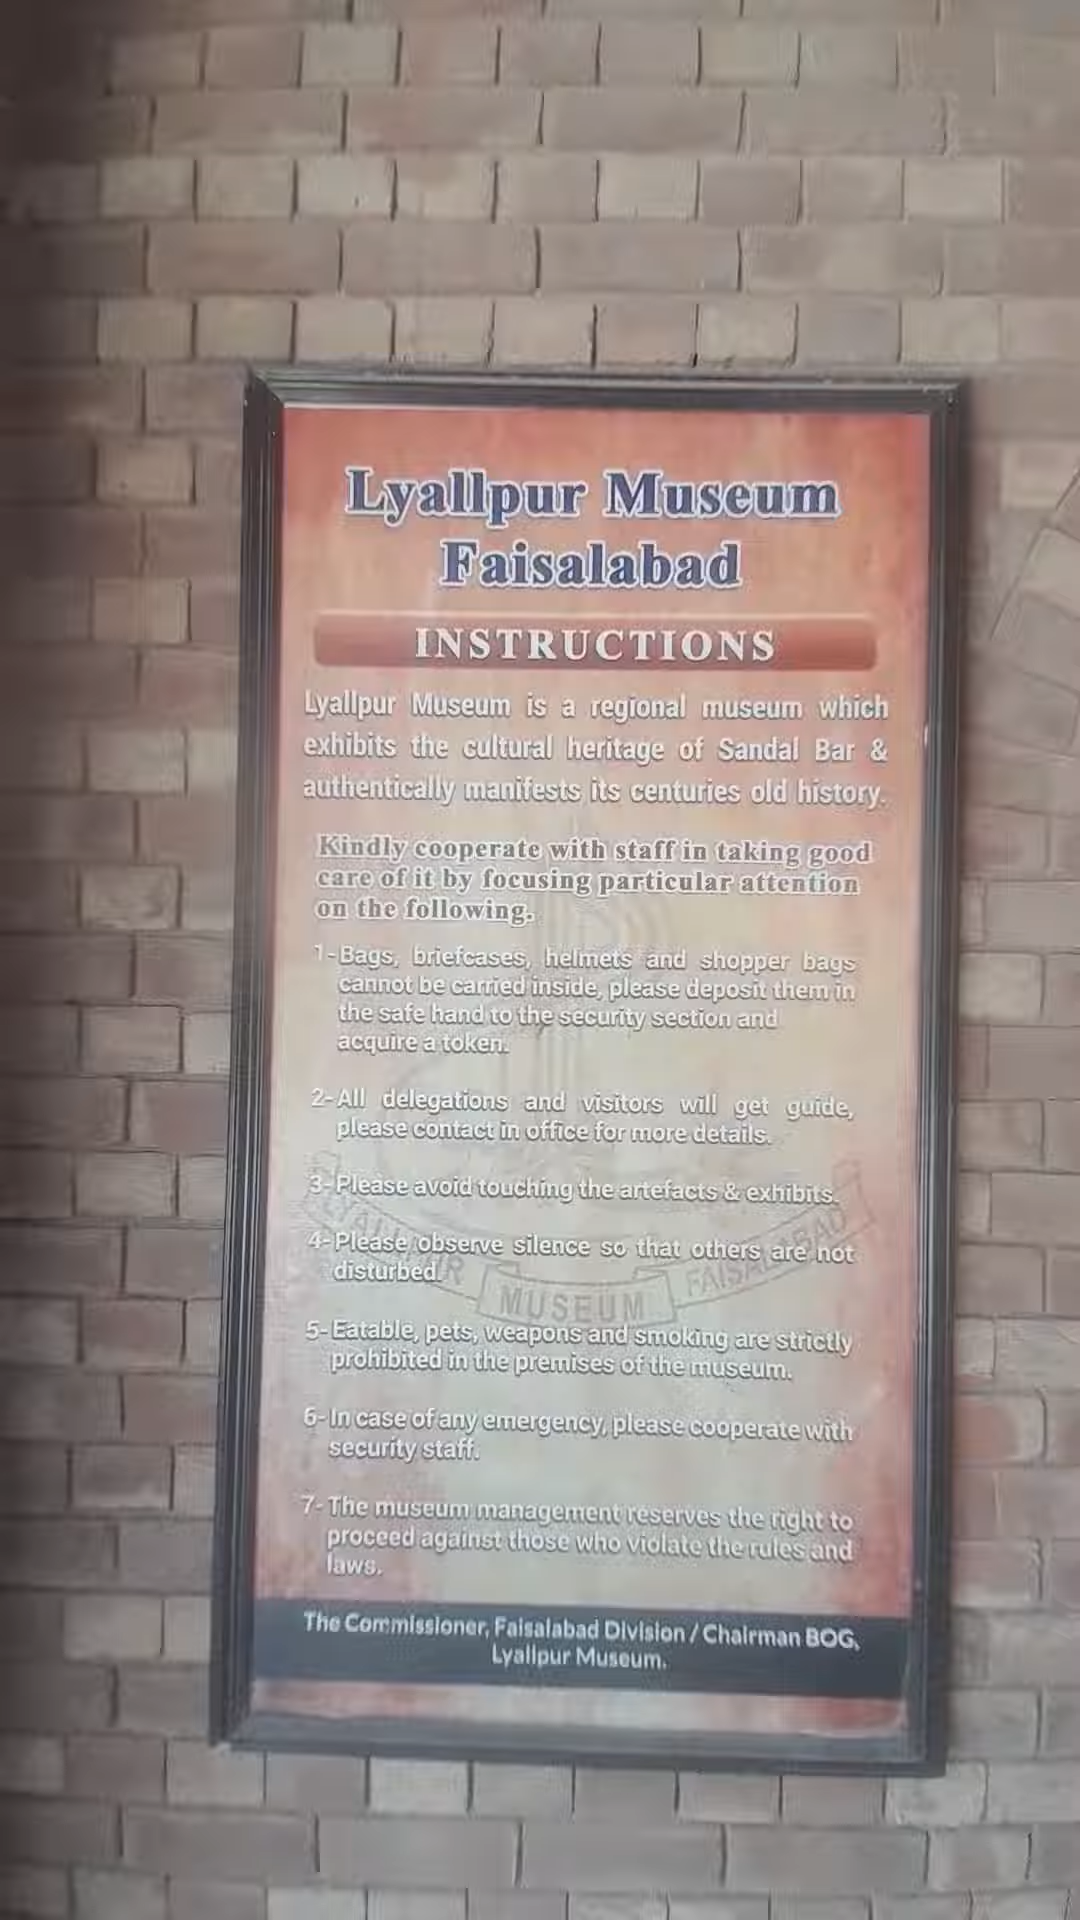 Lyallpur Museum
Faisalabad
INSTRUCTIONS
Lyallpur Museum is a regional museum which
exhibits the cultural heritage of Sandal Bar &
authentically manifests its centuries old history.
Kindly cooperate with staff in taking good
care of it by focusing particular attention
on the following.
1-Bags, briefcases, helmets and shopper bags
cannot be carried inside, please deposit them in
the safe hand to the security section and
acquire a token.
2-All delegations and visitors will get guide,
please contact in office for more details.
3-Please avoid touching the artefacts & exhibits.
4-Please observe silence so that others are not
disturbed.
LYALLPUR MUSEUM FAISALABAD
5-Eatable, pets, weapons and smoking are strictly
prohibited in the premises of the museum.
6-In case of any emergency, please cooperate with
security staff.
7-The museum management reserves the right to
proceed against those who violate the rules and
laws.
The Commissioner, Faisalabad Division / Chairman BOG,
Lyallpur Museum.